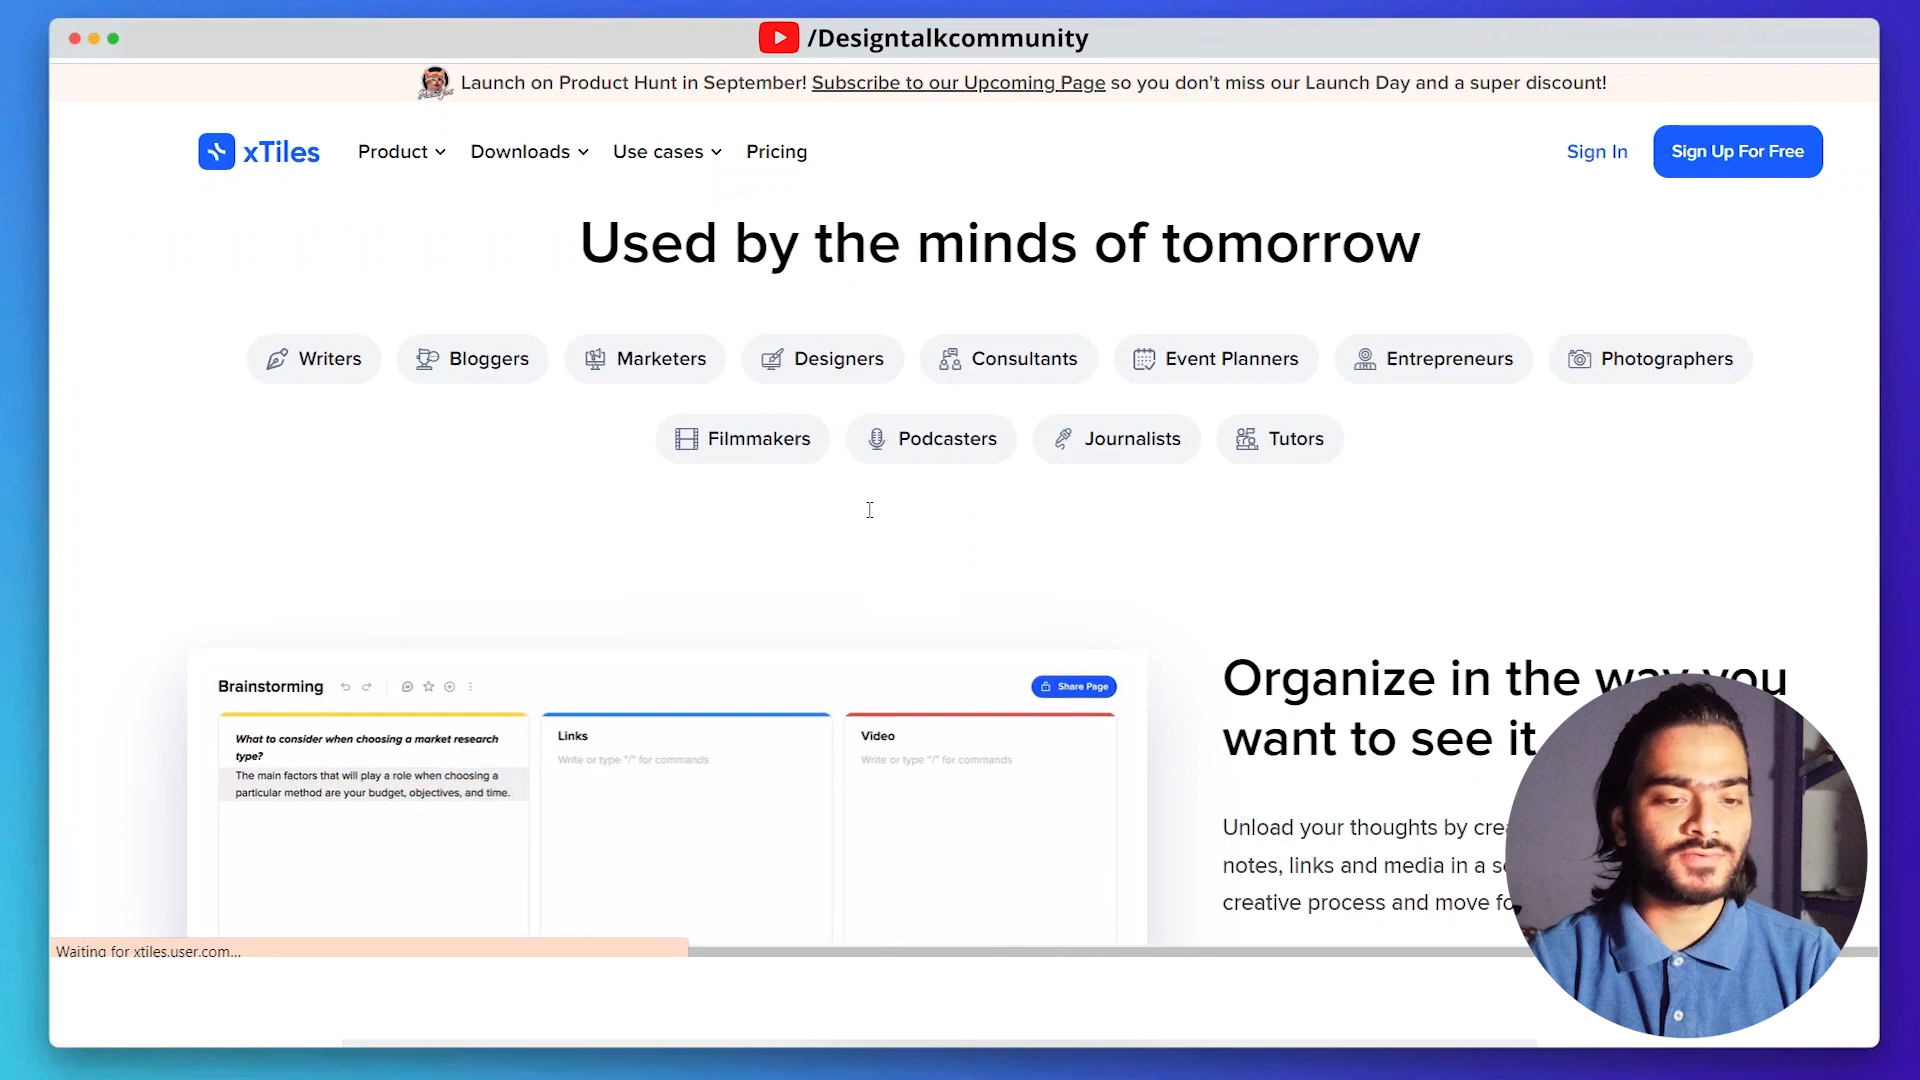 /Designtalkcommunity
Launch on Product Hunt in September! Subscribe to our Upcoming Page so you don't miss our Launch Day and a super discount!
xTiles Product Downloads Use cases Pricing Sign In Sign Up For Free
Used by the minds of tomorrow
Writers Bloggers Marketers Designers Consultants Event Planners Entrepreneurs Photographers
Filmmakers Podcasters Journalists Tutors
Brainstorming Share Page
What to consider when choosing a market research
type?
The main factors that will play a role when choosing a
particular method are your budget, objectives, and time.
Links
Write or type "/" for commands
Video
Write or type "/" for commands
Organize in the way you
want to see it
Unload your thoughts by
notes, links and media in a
creative process and move
Waiting for xtiles.user.com...